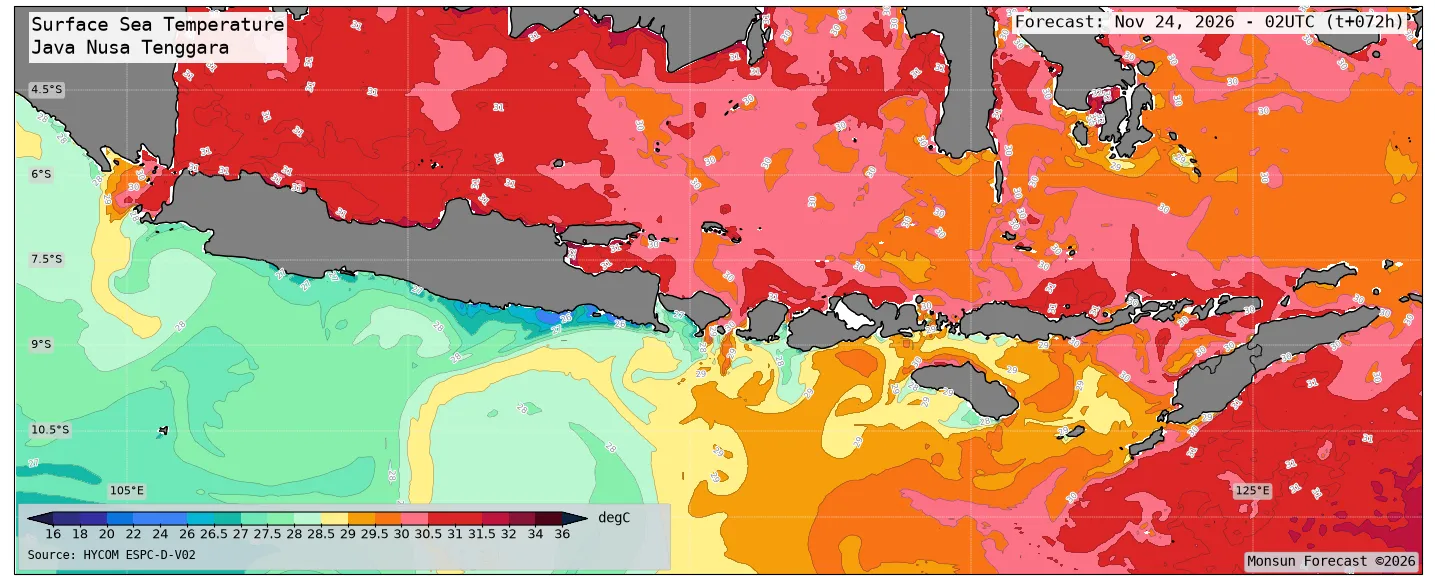 Surface Sea Temperature
Java Nusa Tenggara
Forecast: Nov 24, 2026 - 02UTC (t+072h)
4.5°S
6°S
7.5°S
9°S
10.5°S
105°E
125°E
16 18 20 22 24 26 26.5 27 27.5 28 28.5 29 29.5 30 30.5 31 31.5 32 34 36
degC
Source: HYCOM ESPC-D-V02
Monsun Forecast ©2026